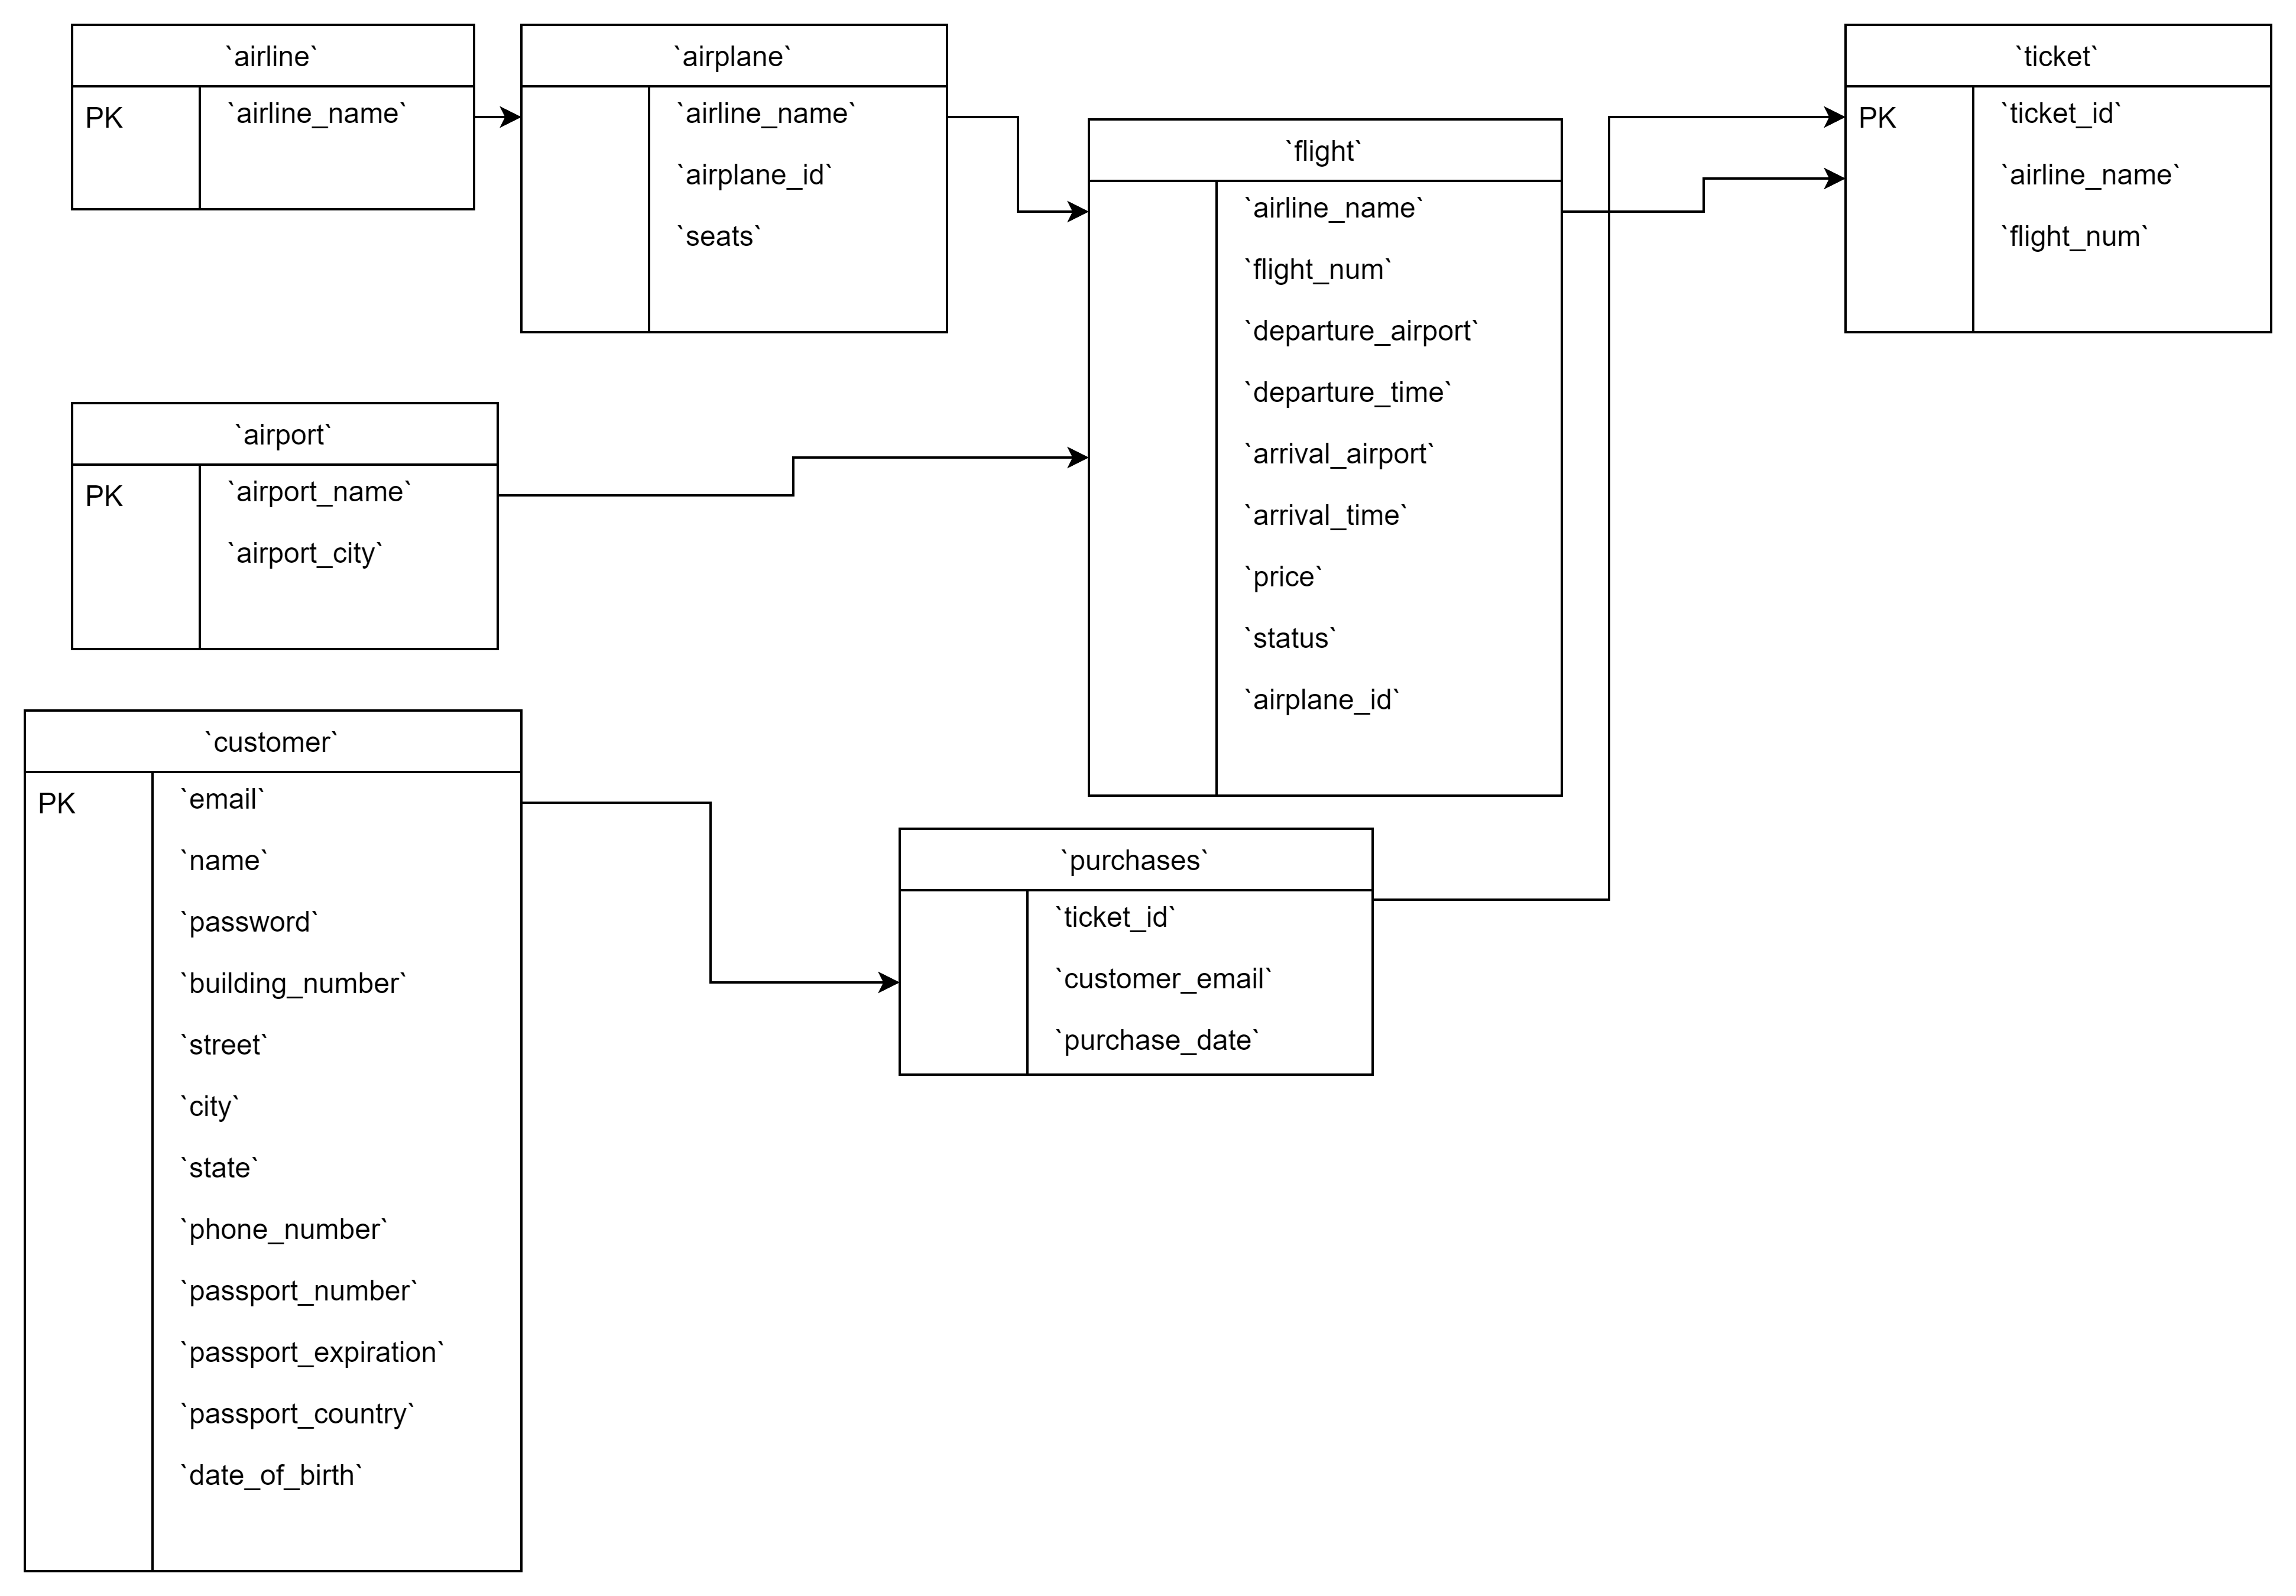 `airline`
PK
`airline_name`
`airplane`
`airline_name`
`airplane_id`
`seats`
`flight`
`airline_name`
`flight_num`
`departure_airport`
`departure_time`
`arrival_airport`
`arrival_time`
`price`
`status`
`airplane_id`
`ticket`
PK
`ticket_id`
`airline_name`
`flight_num`
`airport`
PK
`airport_name`
`airport_city`
`customer`
PK
`email`
`name`
`password`
`building_number`
`street`
`city`
`state`
`phone_number`
`passport_number`
`passport_expiration`
`passport_country`
`date_of_birth`
`purchases`
`ticket_id`
`customer_email`
`purchase_date`